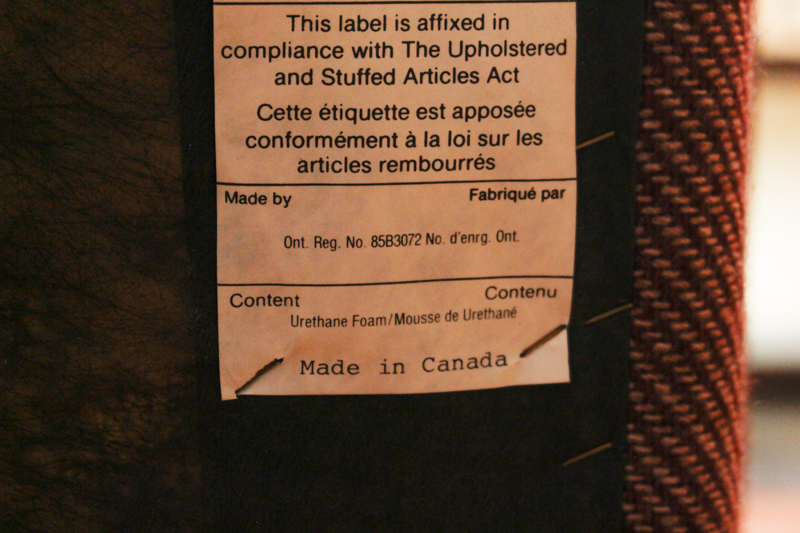 This label is affixed in
compliance with The Upholstered
and Stuffed Articles Act
Cette étiquette est apposée
conformément à la loi sur les
articles rembourrés
Made by Fabriqué par
Ont. Reg. No. 85B3072 No. d'enrg. Ont.
Content Contenu
Urethane Foam/Mousse de Urethané
Made in Canada